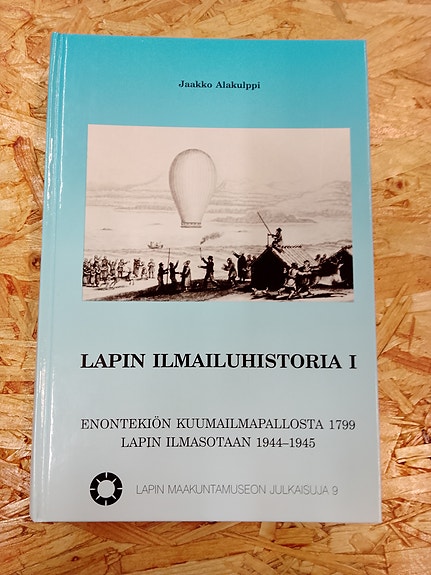 Jaakko Alakulppi
LAPIN ILMAILUHISTORIA I
ENONTEKIÖN KUUMAILMAPALLOSTA 1799
LAPIN ILMASOTAAN 1944–1945
LAPIN MAAKUNTAMUSEON JULKAISUJA 9